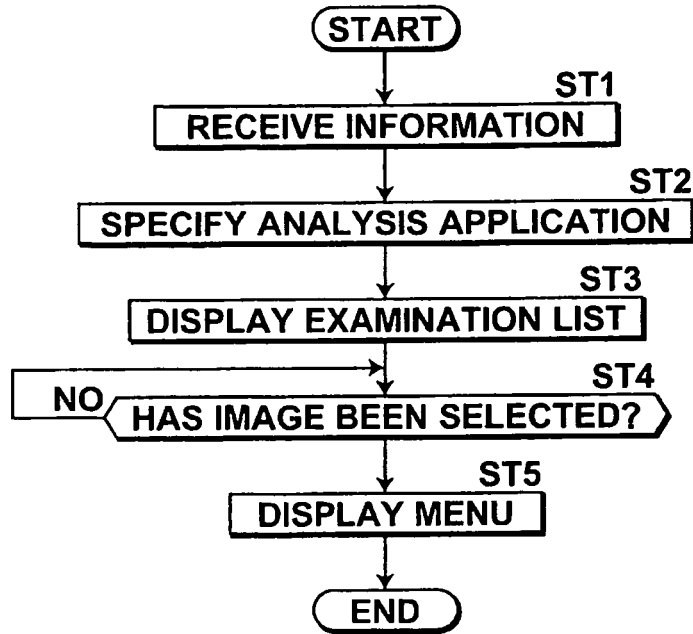 START
ST1
RECEIVE INFORMATION
ST2
SPECIFY ANALYSIS APPLICATION
ST3
DISPLAY EXAMINATION LIST
ST4
NO
HAS IMAGE BEEN SELECTED?
ST5
DISPLAY MENU
END